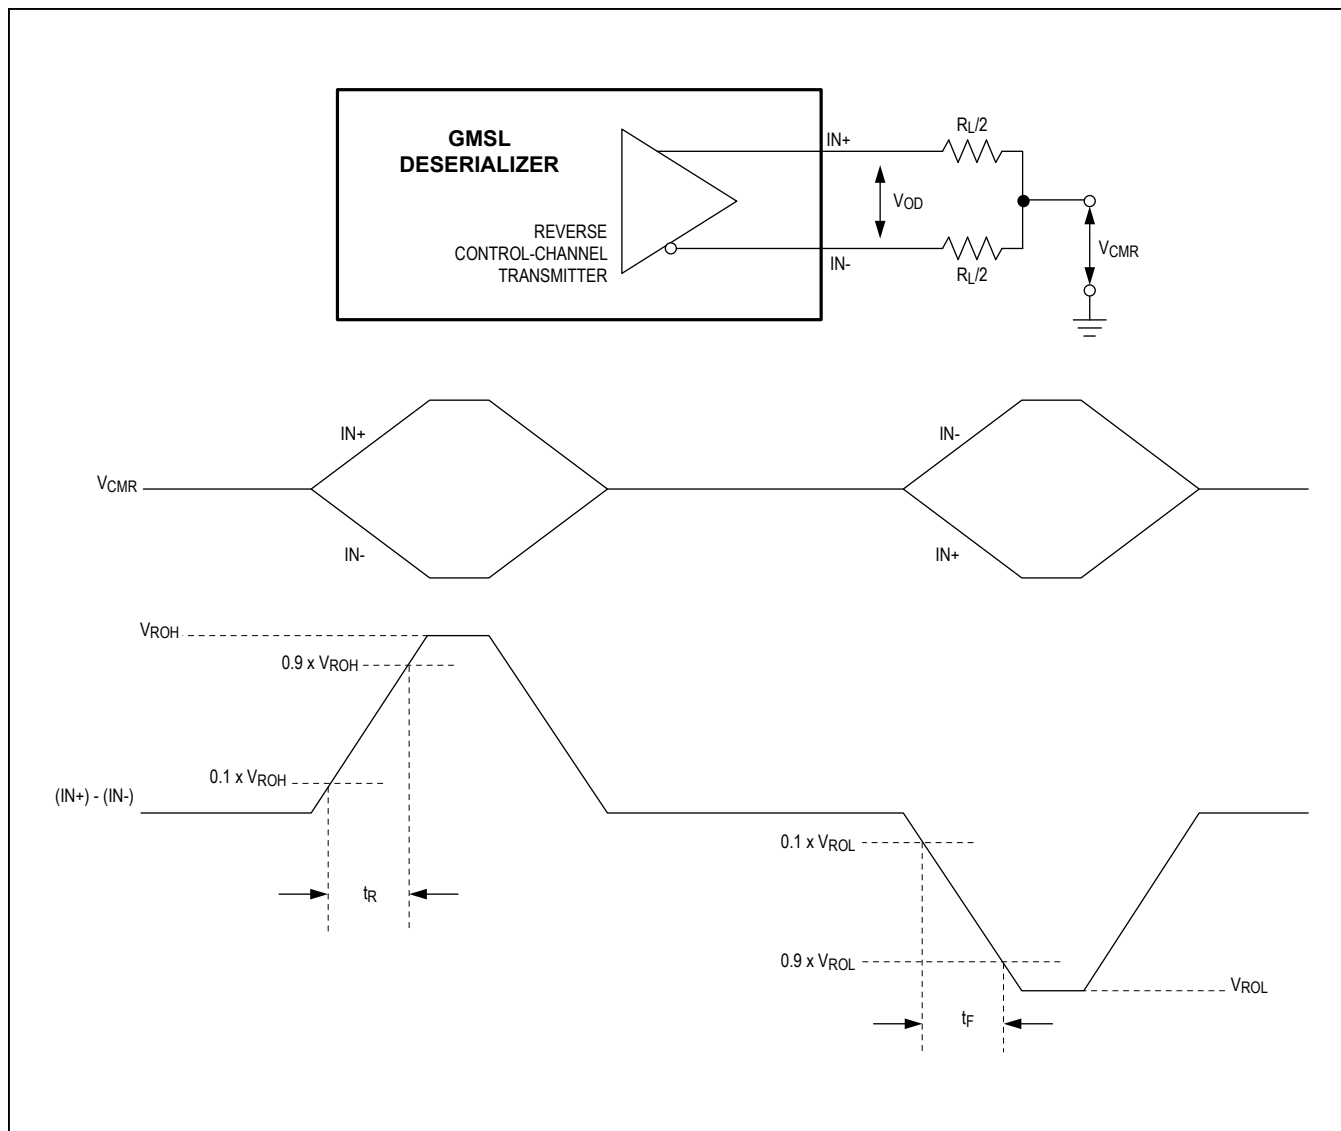 GMSL
DESERIALIZER
REVERSE
CONTROL-CHANNEL
TRANSMITTER
IN+
IN-
RL/2
VOD
RL/2
VCMR
IN+
IN-
VCMR
IN-
IN+
VROH
0.9 x VROH
0.1 x VROH
(IN+) - (IN-)
0.1 x VROL
tR
0.9 x VROL
VROL
tF